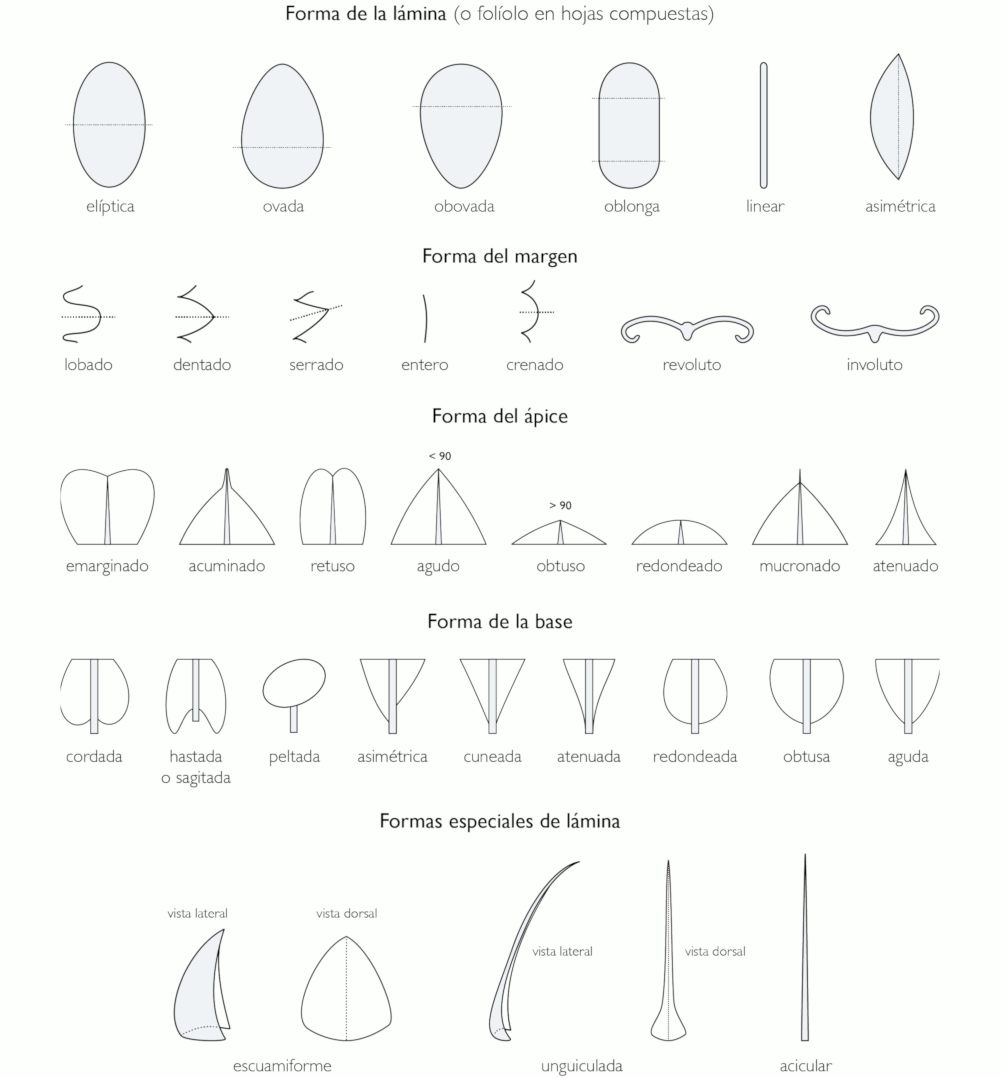 Forma de la lámina (o folíolo en hojas compuestas)
elíptica ovada obovada oblonga linear asimétrica
Forma del margen
lobado dentado serrado entero crenado revoluto involuto
Forma del ápice
< 90
> 90
emarginado acuminado retuso agudo obtuso redondeado mucronado atenuado
Forma de la base
cordada hastada peltada asimétrica cuneada atenuada redondeada obtusa aguda
o sagitada
Formas especiales de lámina
vista lateral vista dorsal
vista lateral vista dorsal
escuamiforme unguiculada acicular